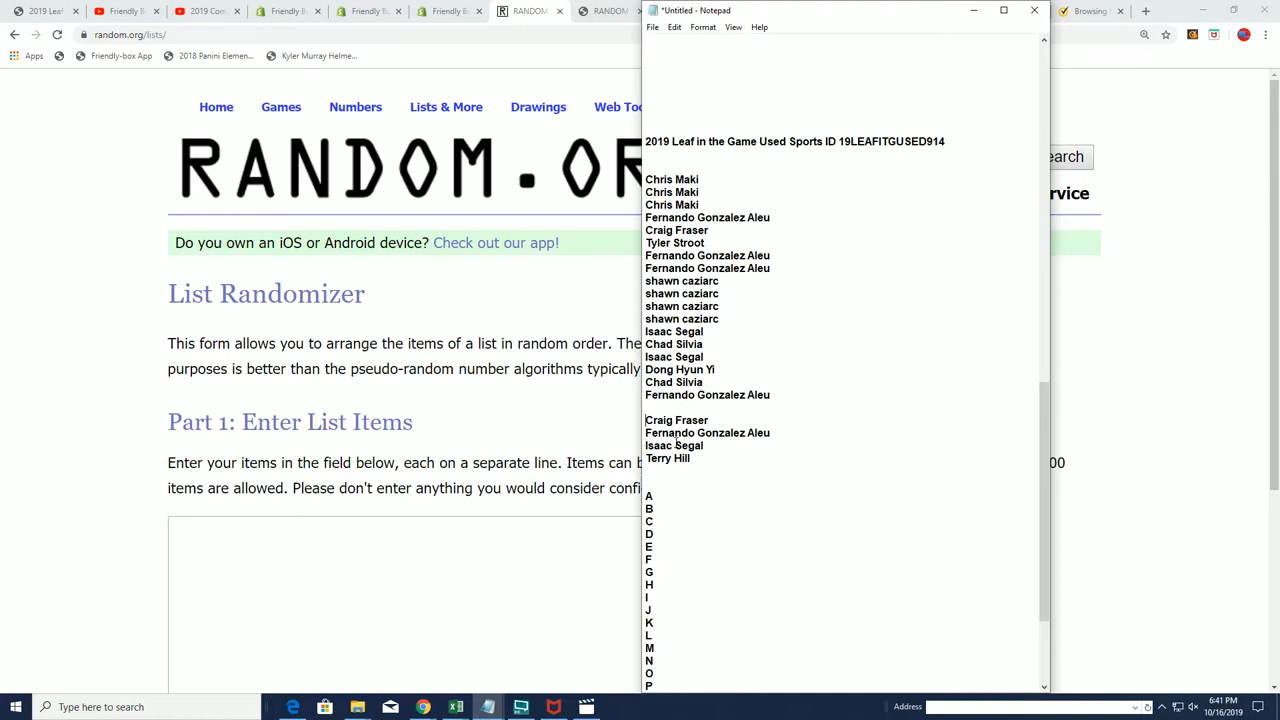 2019 Leaf
Friendly B
2019 Com
Friendly B
Friendly B
Friendly B
RANDOM
RANDOM
*Untitled - Notepad
Browsing
random.org/lists/
File Edit Format View Help
Apps
Friendly-box App
2018 Panini Elemen...
Kyler Murray Helme...
Home Games Numbers Lists & More Drawings Web Too
RANDOM.OR
earch
rvice
Do you own an iOS or Android device? Check out our app!
List Randomizer
This form allows you to arrange the items of a list in random order. The
purposes is better than the pseudo-random number algorithms typically
Part 1: Enter List Items
Enter your items in the field below, each on a separate line. Items can b
00
items are allowed. Please don't enter anything you would consider confi
2019 Leaf in the Game Used Sports ID 19LEAFITGUSED914
Chris Maki
Chris Maki
Chris Maki
Fernando Gonzalez Aleu
Craig Fraser
Tyler Stroot
Fernando Gonzalez Aleu
Fernando Gonzalez Aleu
shawn caziarc
shawn caziarc
shawn caziarc
shawn caziarc
Isaac Segal
Chad Silvia
Isaac Segal
Dong Hyun Yi
Chad Silvia
Fernando Gonzalez Aleu
Craig Fraser
Fernando Gonzalez Aleu
Isaac Segal
Terry Hill
A
B
C
D
E
F
G
H
I
J
K
L
M
N
O
P
Type here to search
Address
6:41 PM
10/16/2019